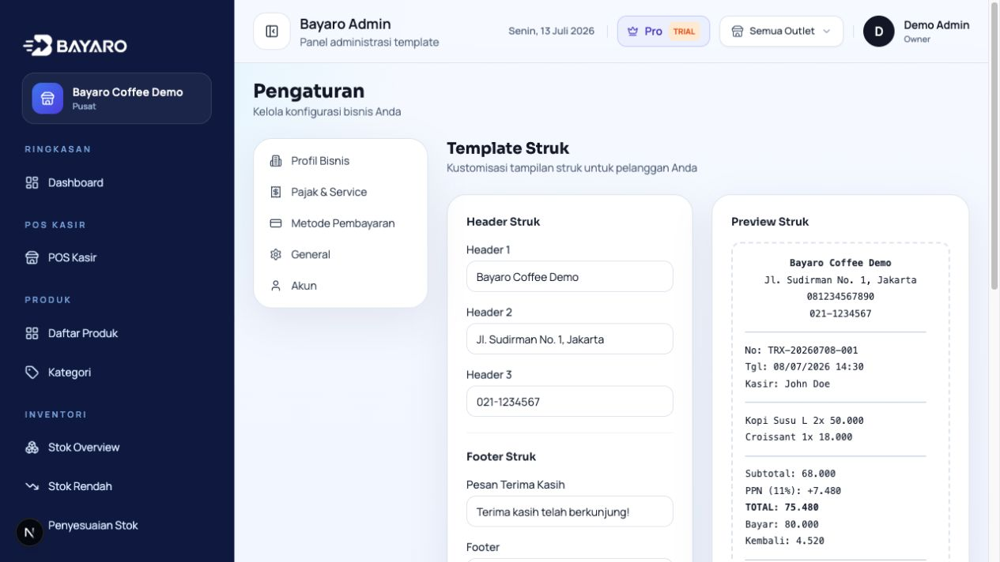 BAYARO
Bayaro Coffee Demo
Pusat
RINGKASAN
Dashboard
POS KASIR
POS Kasir
PRODUK
Daftar Produk
Kategori
INVENTORI
Stok Overview
Stok Rendah
Penyesuaian Stok
N
Bayaro Admin
Panel administrasi template
Senin, 13 Juli 2026
Pro TRIAL
Semua Outlet
D
Demo Admin
Owner
Pengaturan
Kelola konfigurasi bisnis Anda
Profil Bisnis
Pajak & Service
Metode Pembayaran
General
Akun
Template Struk
Kustomisasi tampilan struk untuk pelanggan Anda
Header Struk
Header 1
Bayaro Coffee Demo
Header 2
Jl. Sudirman No. 1, Jakarta
Header 3
021-1234567
Footer Struk
Pesan Terima Kasih
Terima kasih telah berkunjung!
Footer
Preview Struk
Bayaro Coffee Demo
Jl. Sudirman No. 1, Jakarta
081234567890
021-1234567
No: TRX-20260708-001
Tgl: 08/07/2026 14:30
Kasir: John Doe
Kopi Susu L 2x 50.000
Croissant 1x 18.000
Subtotal: 68.000
PPN (11%): +7.480
TOTAL: 75.480
Bayar: 80.000
Kembali: 4.520